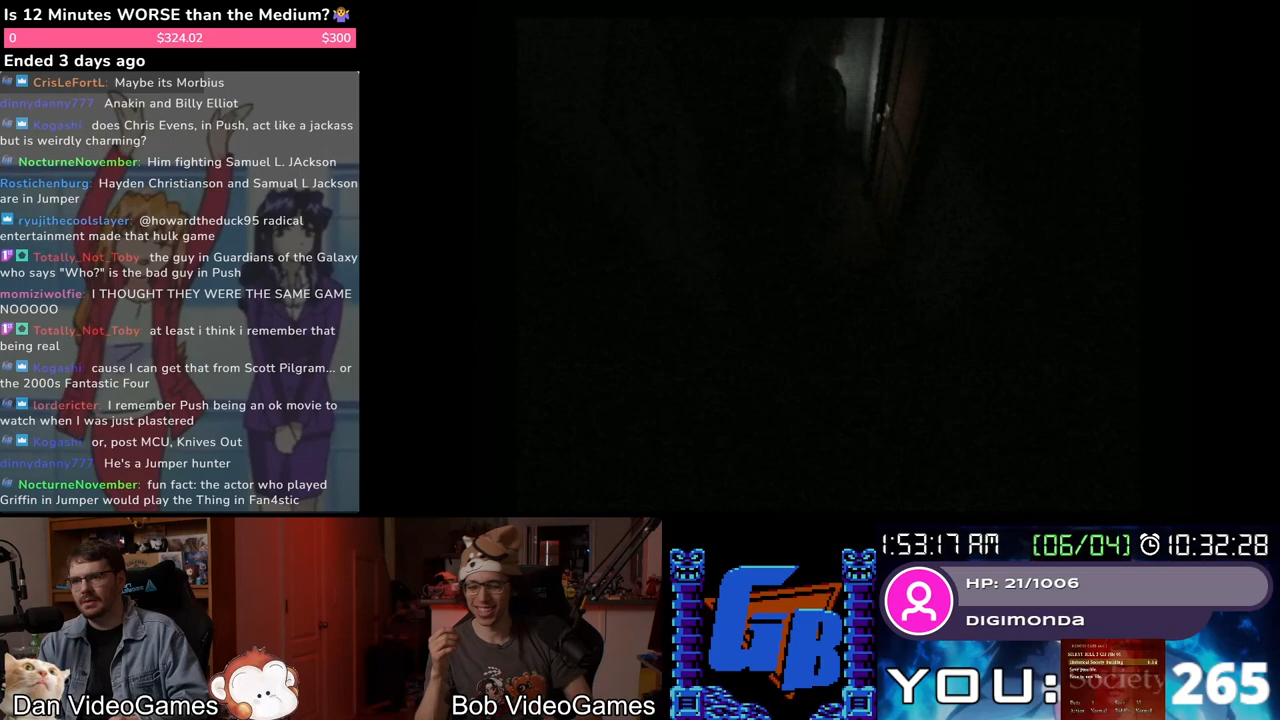 Is 12 Minutes WORSE than the Medium?🤷
0 $324.02 $300
Ended 3 days ago
CrisLeFortL: Maybe its Morbius
dinnydanny777 Anakin and Billy Elliot
Kogashi does Chris Evens, in Push, act like a jackass
but is weirdly charming?
NocturneNovember: Him fighting Samuel L. JAckson
Rostichenburg: Hayden Christianson and Samual L Jackson
are in Jumper
ryujithecoolslayer: @howardtheduck95 radical
entertainment made that hulk game
Totally_Not_Toby the guy in Guardians of the Galaxy
who says "Who?" is the bad guy in Push
momiziwolfie: I THOUGHT THEY WERE THE SAME GAME
NOOOOO
Totally_Not_Toby at least i think i remember that
being real
Kogashi cause I can get that from Scott Pilgram... or
the 2000s Fantastic Four
lordericter: I remember Push being an ok movie to
watch when I was just plastered
Kogashi or, post MCU, Knives Out
dinnydanny777 He's a Jumper hunter
NocturneNovember: fun fact: the actor who played
Griffin in Jumper would play the Thing in Fan4stic
Dan VideoGames
Bob VideoGames
GB
1:53:17 AM [06/04] 10:32:28
HP: 21/1006
DIGIMONDA
YOU: 265
Society